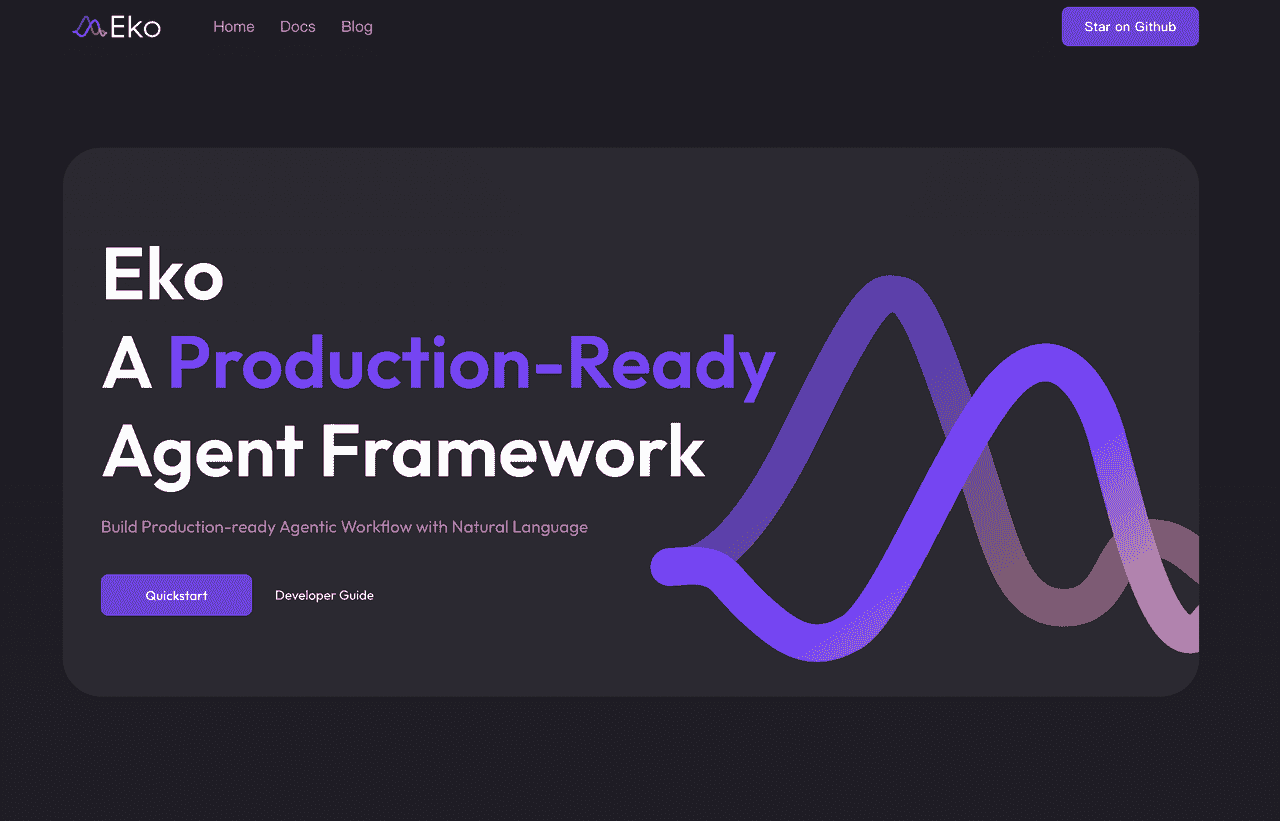 Eko
Home
Docs
Blog
Star on Github
Eko
A Production-Ready
Agent Framework
Build Production-ready Agentic Workflow with Natural Language
Quickstart
Developer Guide